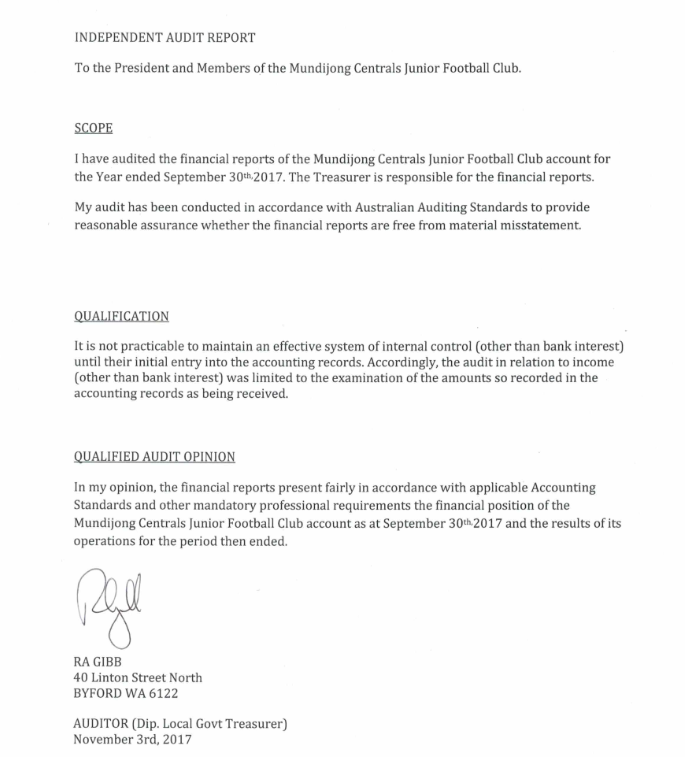 INDEPENDENT AUDIT REPORT
To the President and Members of the Mundijong Centrals Junior Football Club.
SCOPE
I have audited the financial reports of the Mundijong Centrals Junior Football Club account for
the Year ended September 30th.2017. The Treasurer is responsible for the financial reports.
My audit has been conducted in accordance with Australian Auditing Standards to provide
reasonable assurance whether the financial reports are free from material misstatement.
QUALIFICATION
It is not practicable to maintain an effective system of internal control (other than bank interest)
until their initial entry into the accounting records. Accordingly, the audit in relation to income
(other than bank interest) was limited to the examination of the amounts so recorded in the
accounting records as being received.
QUALIFIED AUDIT OPINION
In my opinion, the financial reports present fairly in accordance with applicable Accounting
Standards and other mandatory professional requirements the financial position of the
Mundijong Centrals Junior Football Club account as at September 30th.2017 and the results of its
operations for the period then ended.
RA GIBB
40 Linton Street North
BYFORD WA 6122
AUDITOR (Dip. Local Govt Treasurer)
November 3rd, 2017